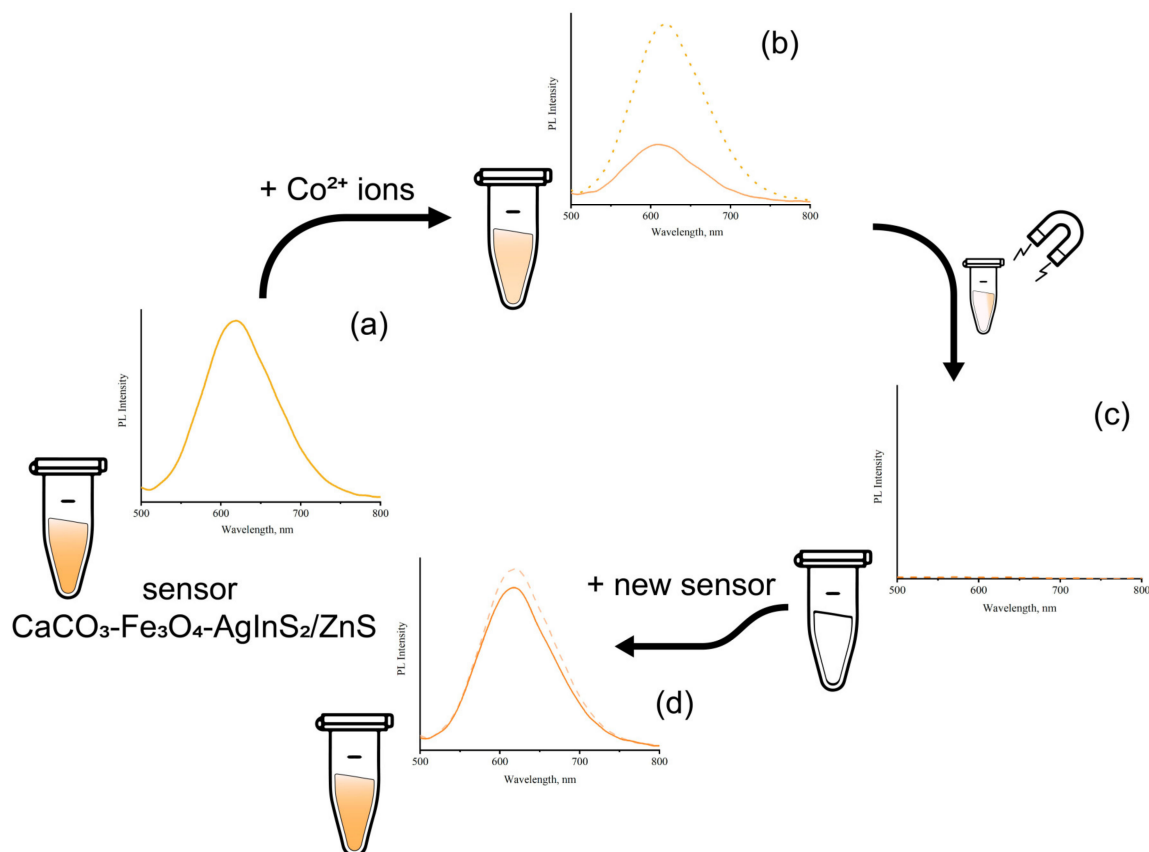 (b)
PL Intensity
500 600 700 800
Wavelength, nm
+ Co²⁺ ions
(a)
PL Intensity
500 600 700 800
Wavelength, nm
(c)
PL Intensity
500 600 700 800
Wavelength, nm
sensor
CaCO₃-Fe₃O₄-AgInS₂/ZnS
+ new sensor
(d)
PL Intensity
500 600 700 800
Wavelength, nm